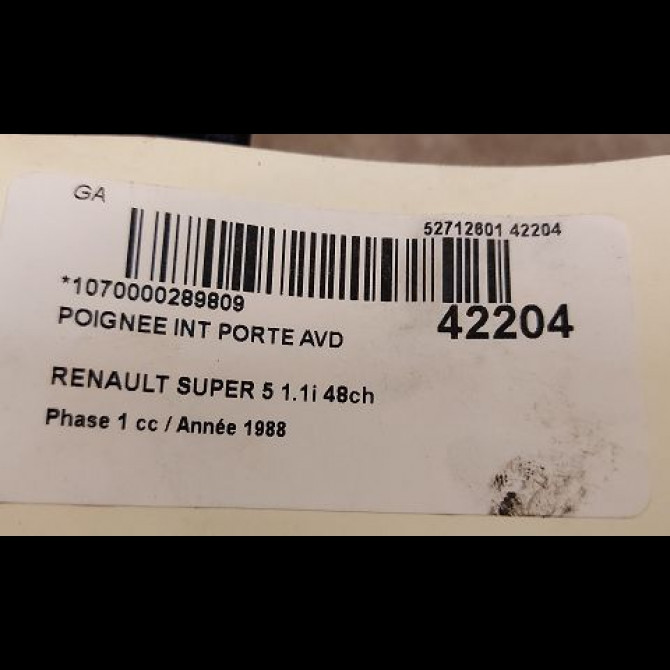 GA
52712601 42204
*1070000289809
42204
POIGNEE INT PORTE AVD
RENAULT SUPER 5 1.1i 48ch
Phase 1 cc / Année 1988